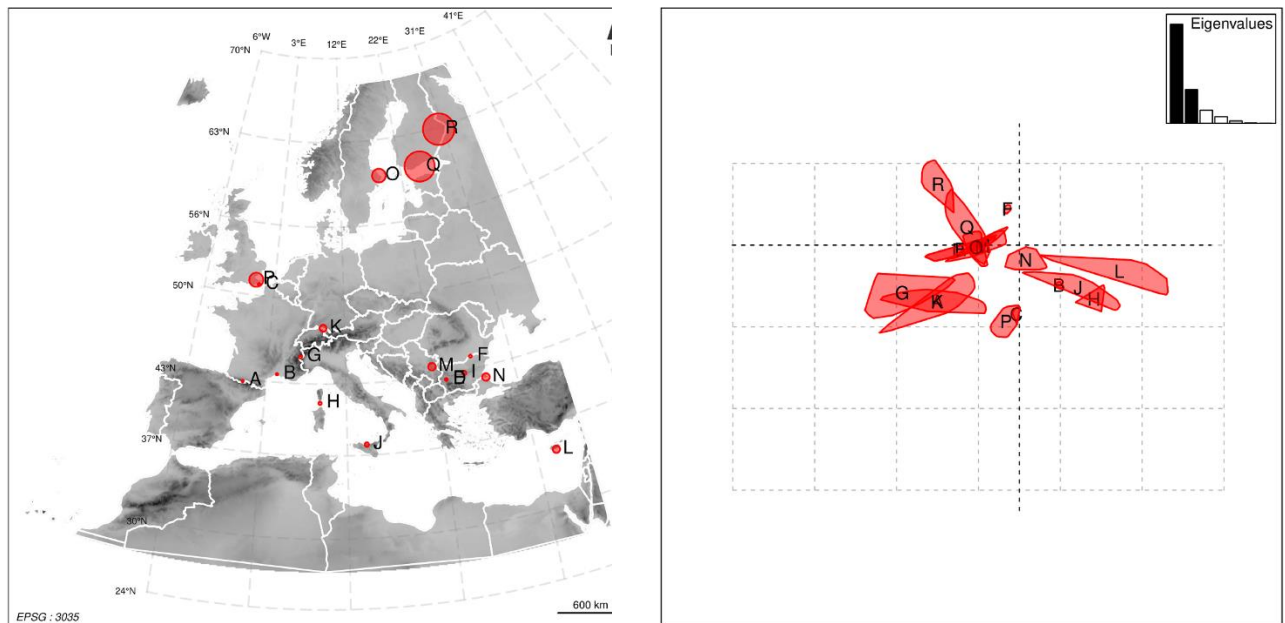 41°E
31°E
22°E
12°E
3°E
6°W
70°N
R
63°N
Q
O
56°N
P
C
50°N
K
G
F
M
I
43°N
A
B
D
N
H
37°N
J
L
30°N
24°N
600 km
EPSG : 3035
Eigenvalues
R
F
Q
N
L
G
B
J
H
P
C